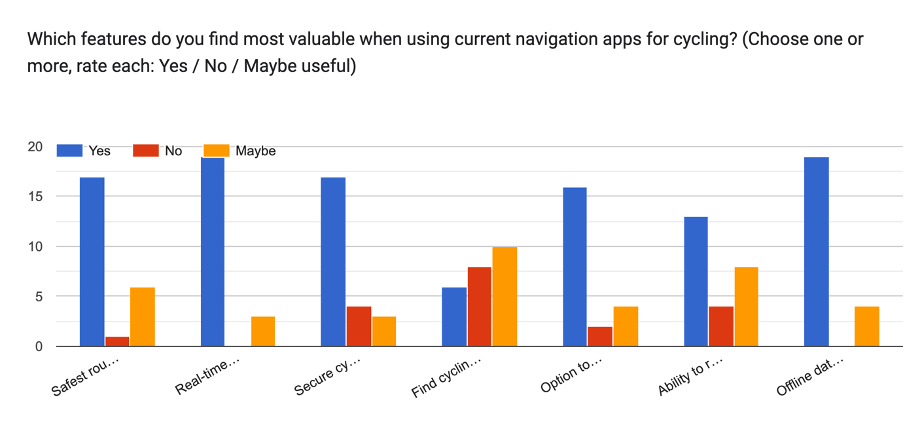 Which features do you find most valuable when using current navigation apps for cycling? (Choose one or
more, rate each: Yes / No / Maybe useful)
20
Yes
No
Maybe
15
10
5
0
Safest rou...
Real-time...
Secure cy...
Find cyclin...
Option to...
Ability to r...
Offline dat...